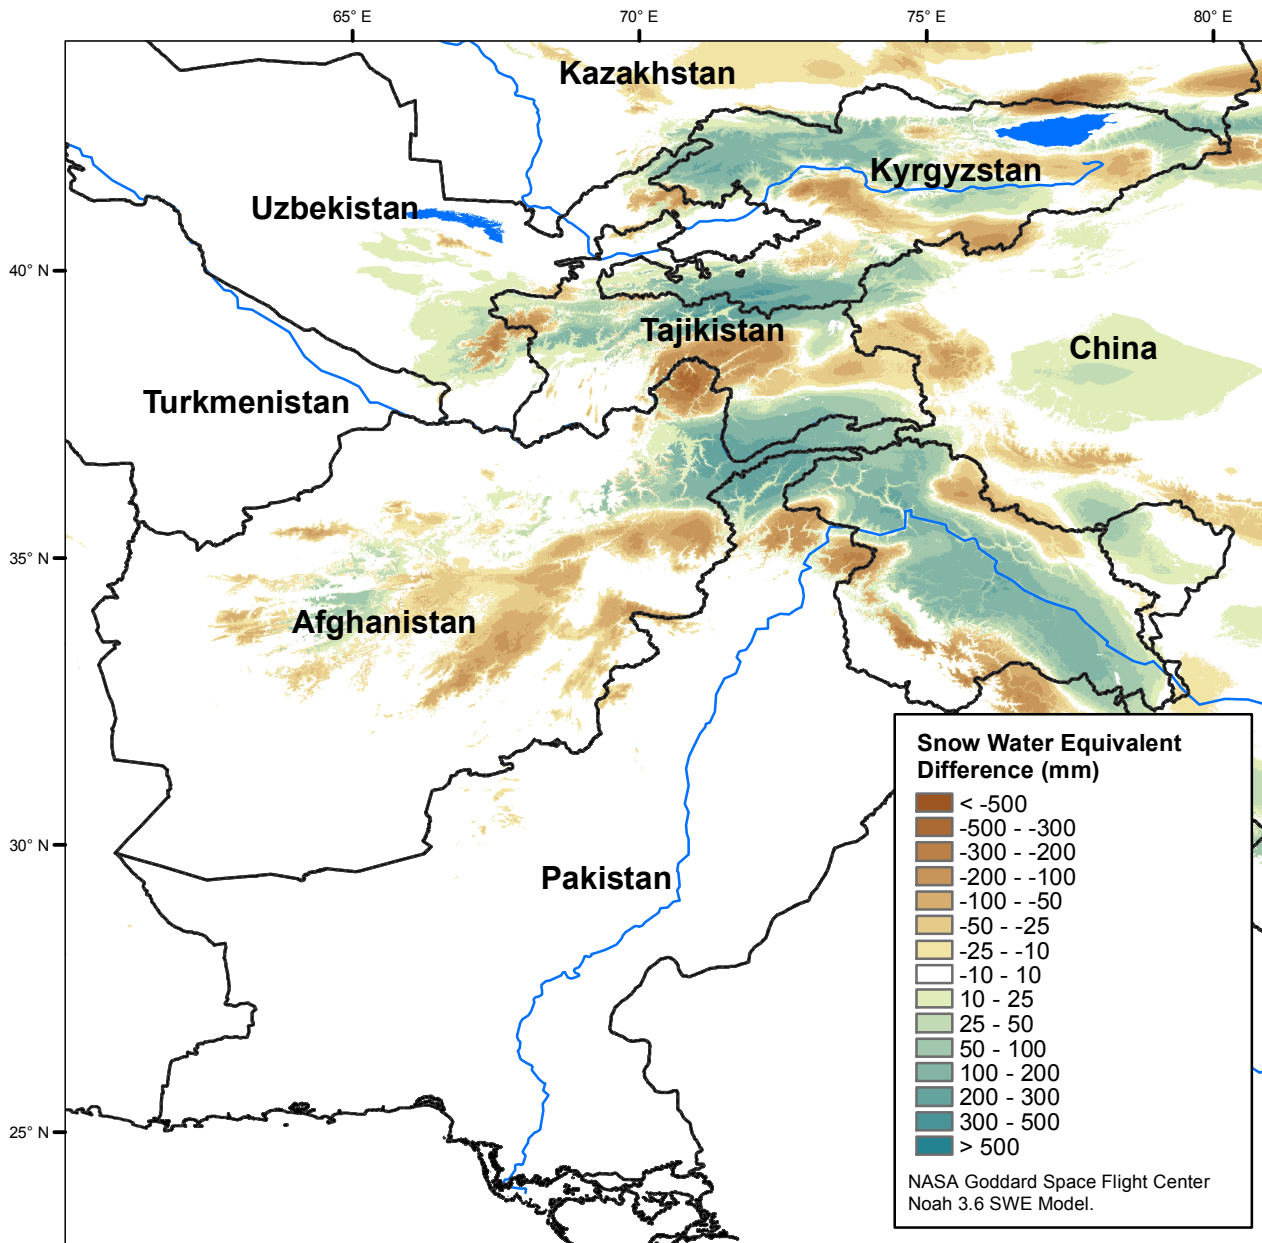 65° E
70° E
75° E
80° E
Kazakhstan
Kyrgyzstan
Uzbekistan
40° N
Tajikistan
China
Turkmenistan
35° N
Afghanistan
Snow Water Equivalent
Difference (mm)
< -500
-500 - -300
-300 - -200
-200 - -100
-100 - -50
-50 - -25
-25 - -10
-10 - 10
10 - 25
25 - 50
50 - 100
100 - 200
200 - 300
300 - 500
> 500
30° N
Pakistan
25° N
NASA Goddard Space Flight Center
Noah 3.6 SWE Model.